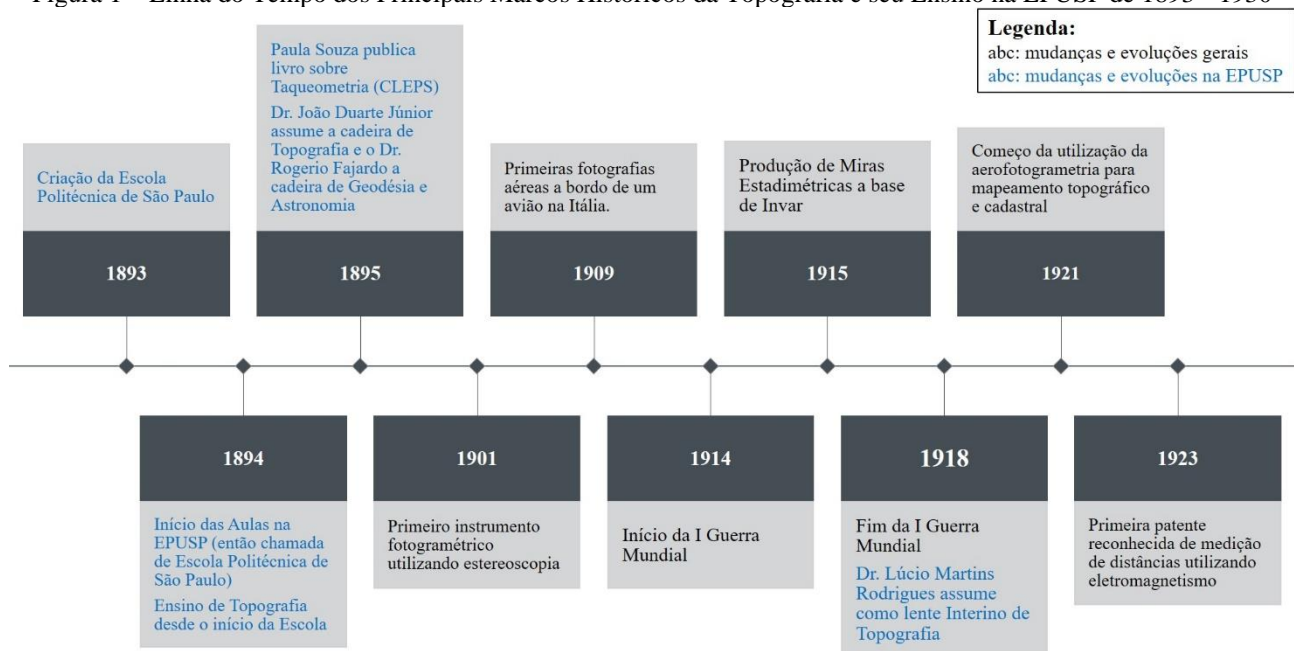 Figura 1 – Linha do Tempo dos Principais Marcos Históricos da Topografia e seu Ensino na EPUSP de 1893 – 1930
Legenda:
abc: mudanças e evoluções gerais
abc: mudanças e evoluções na EPUSP
Criação da Escola
Politécnica de São Paulo
1893
Paula Souza publica
livro sobre
Taqueometria (CLEPS)
Dr. João Duarte Júnior
assume a cadeira de
Topografia e o Dr.
Rogerio Fajardo a
cadeira de Geodésia e
Astronomia
1895
Primeiras fotografias
aéreas a bordo de um
avião na Itália.
1909
Produção de Miras
Estadimétricas a base
de Invar
1915
Começo da utilização da
aerofotogrametria para
mapeamento topográfico
e cadastral
1921
1894
Início das Aulas na
EPUSP (então chamada
de Escola Politécnica de
São Paulo)
Ensino de Topografia
desde o início da Escola
1901
Primeiro instrumento
fotogramétrico
utilizando estereoscopia
1914
Início da I Guerra
Mundial
1918
Fim da I Guerra
Mundial
Dr. Lúcio Martins
Rodrigues assume
como lente Interino de
Topografia
1923
Primeira patente
reconhecida de medição
de distâncias utilizando
eletromagnetismo